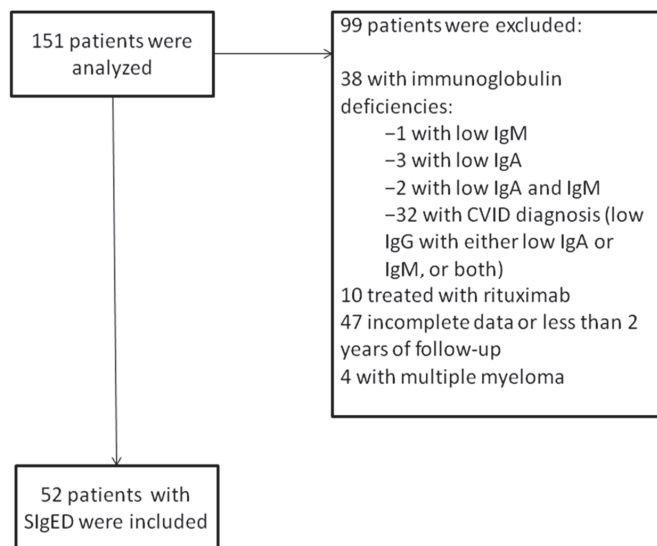 151 patients were
analyzed
99 patients were excluded:
38 with immunoglobulin
deficiencies:
−1 with low IgM
−3 with low IgA
−2 with low IgA and IgM
−32 with CVID diagnosis (low
IgG with either low IgA or
IgM, or both)
10 treated with rituximab
47 incomplete data or less than 2
years of follow-up
4 with multiple myeloma
52 patients with
SIgED were included